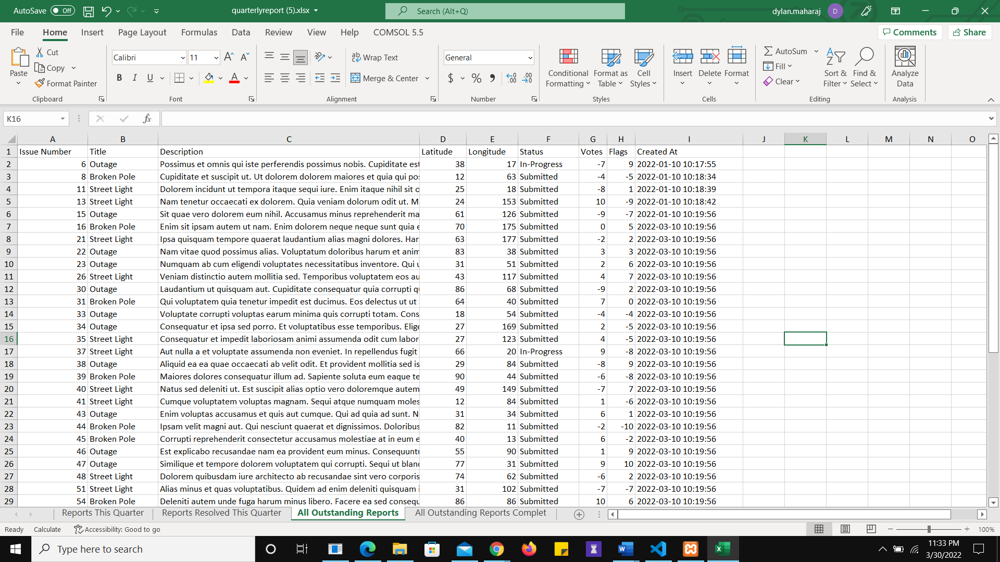 AutoSave Off quarterlyreport (5).xlsx Search (Alt+Q) dylan.maharaj D
File Home Insert Page Layout Formulas Data Review View Help COMSOL 5.5 Comments Share
Paste Cut Copy Format Painter Clipboard
Calibri 11 B I U A Font
ab Wrap Text Merge & Center Alignment
General $ % Number
Conditional Formatting Format as Table Cell Styles Styles
Insert Delete Format Cells
AutoSum Fill Clear Sort & Filter Find & Select Editing
Analyze Data Analysis
K16 fx
A B C D E F G H I J K L M N O
1 Issue Number Title Description Latitude Longitude Status Votes Flags Created At
2 6 Outage Possimus et omnis qui iste perferendis possimus nobis. Cupiditate est 38 17 In-Progress -7 9 2022-01-10 10:17:55
3 8 Broken Pole Cupiditate et suscipit ut. Ut dolorem dolorem maiores et quia qui po 12 63 Submitted -4 -5 2022-01-10 10:18:34
4 11 Street Light Dolorem incidunt ut tempora itaque sequi iure. Enim itaque nihil sit 25 18 Submitted -8 1 2022-01-10 10:18:39
5 13 Street Light Nam tenetur occaecati ex dolorem. Quia veniam dolorum odit ut. M 24 153 Submitted 10 -9 2022-01-10 10:18:42
6 15 Outage Sit quae vero dolorem eum nihil. Accusamus minus reprehenderit ma 61 126 Submitted -9 -7 2022-01-10 10:19:56
7 16 Broken Pole Enim sit ipsam autem ut nam. Enim dolorem neque neque sunt quia 70 175 Submitted 0 5 2022-03-10 10:19:56
8 21 Street Light Ipsa quisquam tempore quaerat laudantium alias magni dolores. Har 63 177 Submitted -2 2 2022-03-10 10:19:56
9 22 Outage Nam vitae quod possimus alias. Voluptatum doloribus harum et anim 83 38 Submitted 3 3 2022-03-10 10:19:56
10 23 Outage Numquam ab cum eligendi voluptates necessitatibus inventore. Qui 31 51 Submitted 2 6 2022-03-10 10:19:56
11 26 Street Light Veniam distinctio autem mollitia sed. Temporibus voluptatem eos au 43 117 Submitted 4 7 2022-03-10 10:19:56
12 30 Outage Laudantium ut quisquam aut. Cupiditate consequatur quia corrupti 86 68 Submitted -9 2 2022-03-10 10:19:56
13 31 Broken Pole Qui voluptatem quia tenetur impedit est ducimus. Eos delectus ut ut 64 40 Submitted 7 0 2022-03-10 10:19:56
14 33 Outage Voluptate corrupti voluptas earum minima quis corrupti totam. Cons 18 54 Submitted -4 -4 2022-03-10 10:19:56
15 34 Outage Consequatur et ipsa sed porro. Et voluptatibus esse temporibus. Elige 27 169 Submitted 2 -5 2022-03-10 10:19:56
16 35 Street Light Consequatur et impedit laboriosam animi assumenda odit cum labor 27 123 Submitted 4 -5 2022-03-10 10:19:56
17 37 Street Light Aut nulla a et voluptate assumenda non eveniet. In repellendus fugit 66 20 In-Progress 9 -8 2022-03-10 10:19:56
18 38 Outage Aliquid ea ea quae occaecati ab velit odit. Et provident mollitia sed is 29 84 Submitted -8 9 2022-03-10 10:19:56
19 39 Broken Pole Maiores dolores consequatur illum ad. Sapiente soluta eum eaque te 90 44 Submitted -6 -8 2022-03-10 10:19:56
20 40 Street Light Natus sed deleniti ut. Est suscipit alias optio vero doloremque autem 49 149 Submitted -7 7 2022-03-10 10:19:56
21 41 Street Light Cumque voluptatem voluptas magnam. Sequi atque numquam moles 12 84 Submitted 1 -6 2022-03-10 10:19:56
22 43 Outage Enim voluptas accusamus et quis aut cumque. Qui ad quia ad sunt. N 31 34 Submitted 6 1 2022-03-10 10:19:56
23 44 Broken Pole Ipsam velit magni aut. Qui nesciunt quaerat et dignissimos. Doloribus 82 11 Submitted -2 -10 2022-03-10 10:19:56
24 45 Broken Pole Corrupti reprehenderit consectetur accusamus molestiae at in eum e 40 13 Submitted 6 -2 2022-03-10 10:19:56
25 46 Outage Est explicabo recusandae nam ea provident eum minus. Consequunt 55 90 Submitted 1 9 2022-03-10 10:19:56
26 47 Outage Similique et tempore dolorem voluptatem qui corrupti. Sequi ut blan 77 31 Submitted 9 10 2022-03-10 10:19:56
27 48 Street Light Dolorem quibusdam iure architecto ab recusandae sint vero corporis 74 62 Submitted -6 2 2022-03-10 10:19:56
28 51 Street Light Alias minus et quas voluptatibus. Quidem ad enim deleniti quisquam 31 102 Submitted -7 -7 2022-03-10 10:19:56
29 54 Broken Pole Deleniti autem unde fuga harum minus libero. Facere ea sed consequ 86 86 Submitted 10 6 2022-03-10 10:19:56
Reports This Quarter Reports Resolved This Quarter All Outstanding Reports All Outstanding Reports Complet
Ready Calculate Accessibility: Good to go 100%
Type here to search 11:33 PM
3/30/2022